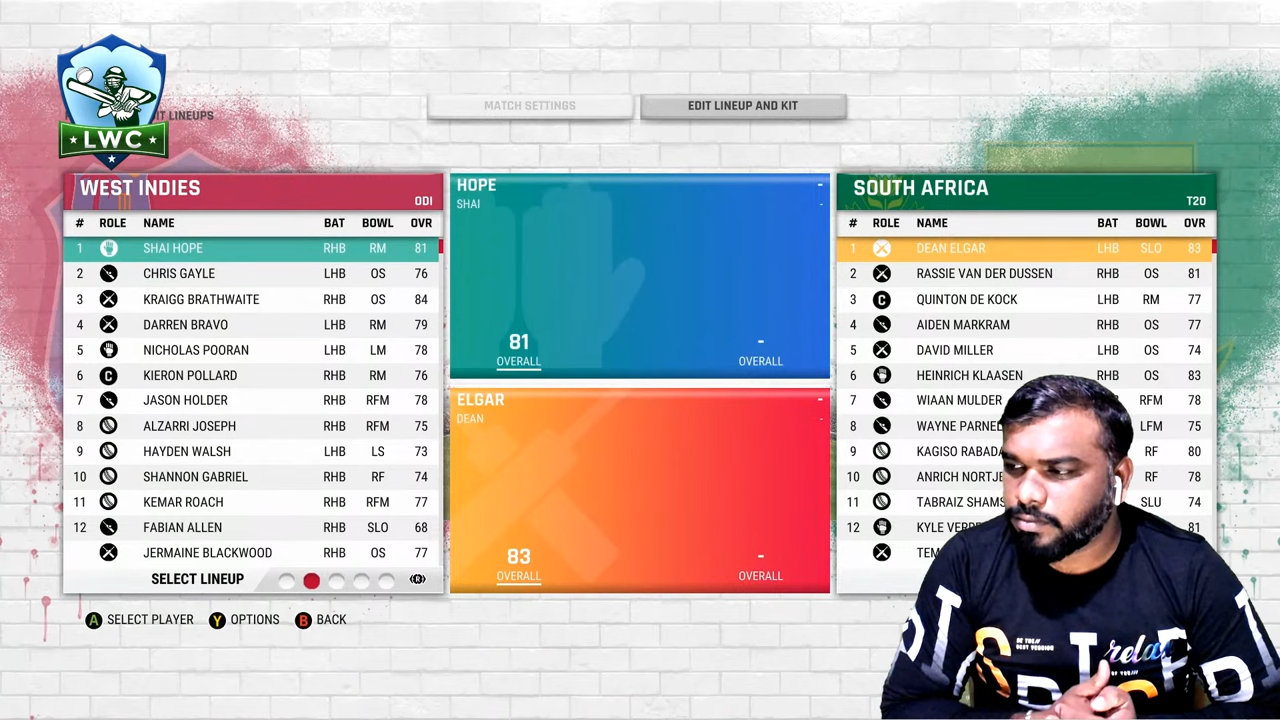 LWC
IT LINEUPS
MATCH SETTINGS
EDIT LINEUP AND KIT
WEST INDIES
ODI
# ROLE NAME BAT BOWL OVR
1 SHAI HOPE RHB RM 81
2 CHRIS GAYLE LHB OS 76
3 KRAIGG BRATHWAITE RHB OS 84
4 DARREN BRAVO LHB RM 79
5 NICHOLAS POORAN LHB LM 78
6 C KIERON POLLARD RHB RM 76
7 JASON HOLDER RHB RFM 78
8 ALZARRI JOSEPH RHB RFM 75
9 HAYDEN WALSH LHB LS 73
10 SHANNON GABRIEL RHB RF 74
11 KEMAR ROACH RHB RFM 77
12 FABIAN ALLEN RHB SLO 68
JERMAINE BLACKWOOD RHB OS 77
SELECT LINEUP R
A SELECT PLAYER Y OPTIONS B BACK
HOPE -
SHAI -
81 -
OVERALL OVERALL
ELGAR -
DEAN -
83 -
OVERALL OVERALL
SOUTH AFRICA
T20
# ROLE NAME BAT BOWL OVR
1 DEAN ELGAR LHB SLO 83
2 RASSIE VAN DER DUSSEN RHB OS 81
3 C QUINTON DE KOCK LHB RM 77
4 AIDEN MARKRAM RHB OS 77
5 DAVID MILLER LHB OS 74
6 HEINRICH KLAASEN RHB OS 83
7 WIAAN MULDER RFM 78
8 WAYNE PARNE LFM 75
9 KAGISO RABADA RF 80
10 ANRICH NORTJE RF 78
11 TABRAIZ SHAMS SLU 74
12 KYLE VERRE 81
TEM
BE YOUR
BEST VERSION
relax